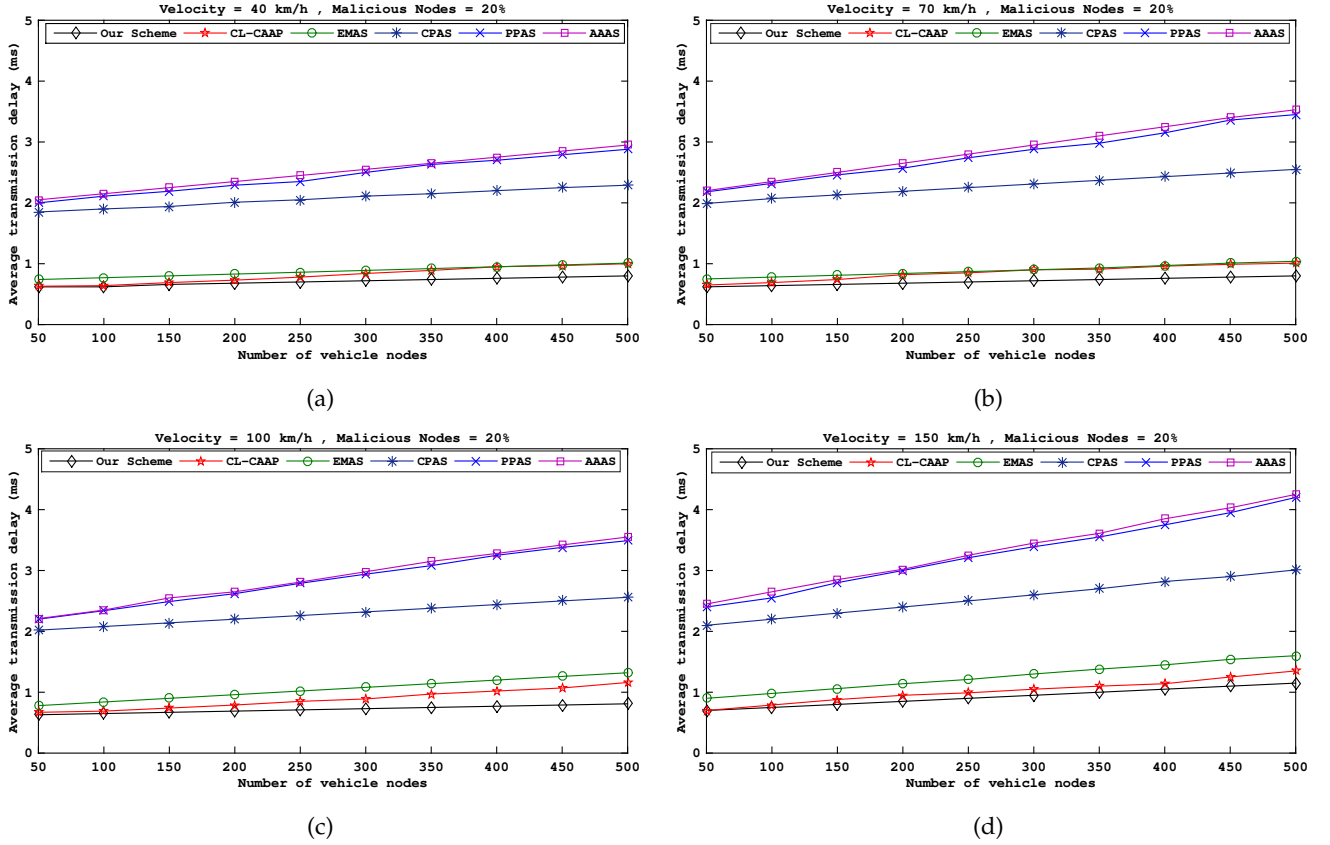 Velocity = 40 km/h , Malicious Nodes = 20%
Our Scheme CL-CAAP EMAS CPAS PPAS AAAS
Average transmission delay (ms)
5
4
3
2
1
0
50 100 150 200 250 300 350 400 450 500
Number of vehicle nodes
(a)
Velocity = 70 km/h , Malicious Nodes = 20%
Our Scheme CL-CAAP EMAS CPAS PPAS AAAS
Average transmission delay (ms)
5
4
3
2
1
0
50 100 150 200 250 300 350 400 450 500
Number of vehicle nodes
(b)
Velocity = 100 km/h , Malicious Nodes = 20%
Our Scheme CL-CAAP EMAS CPAS PPAS AAAS
Average transmission delay (ms)
5
4
3
2
1
0
50 100 150 200 250 300 350 400 450 500
Number of vehicle nodes
(c)
Velocity = 150 km/h , Malicious Nodes = 20%
Our Scheme CL-CAAP EMAS CPAS PPAS AAAS
Average transmission delay (ms)
5
4
3
2
1
0
50 100 150 200 250 300 350 400 450 500
Number of vehicle nodes
(d)